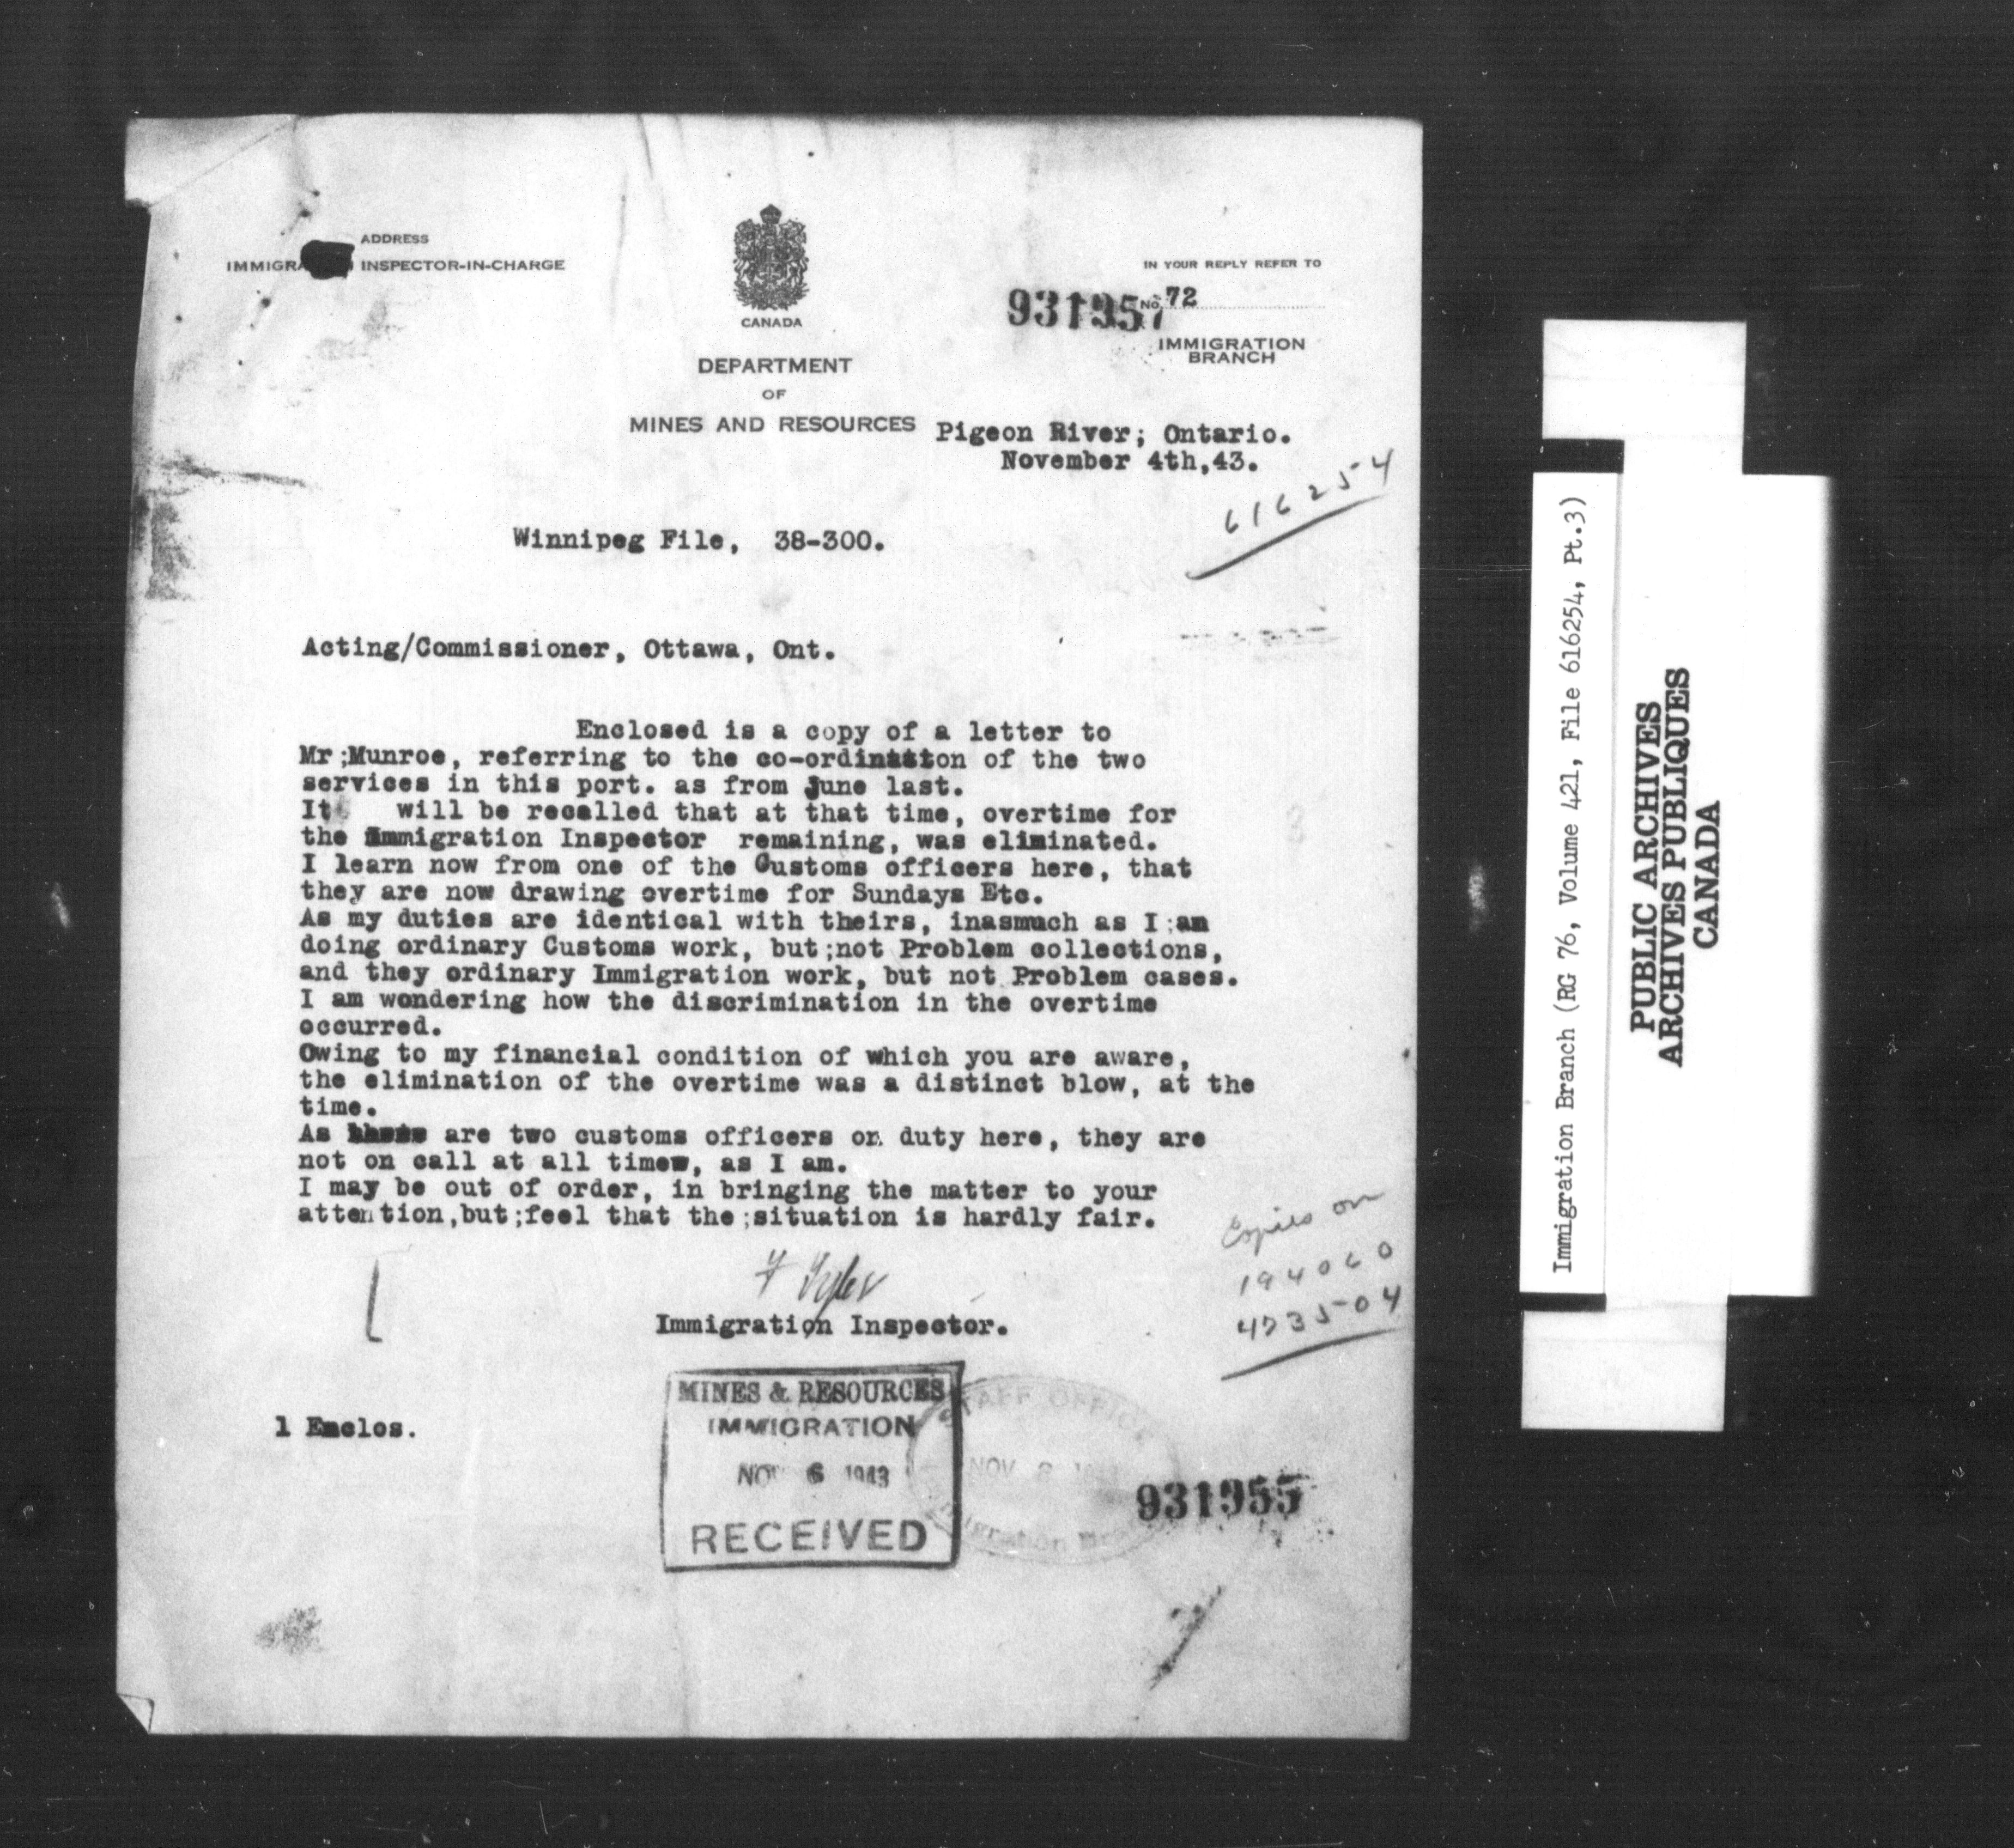 ADDRESS
IMMIGRA INSPECTOR-IN-CHARGE
CANADA
IN YOUR REPLY REFER TO
No. 72
931957
IMMIGRATION
BRANCH
DEPARTMENT
OF
MINES AND RESOURCES
Pigeon River; Ontario.
November 4th,43.
616254
Winnipeg File, 38-300.
Acting/Commissioner, Ottawa, Ont.
Enclosed is a copy of a letter to
Mr;Munroe, referring to the co-ordination of the two
services in this port. as from June last.
It will be recalled that at that time, overtime for
the Immigration Inspector remaining, was eliminated.
I learn now from one of the Customs officers here, that
they are now drawing overtime for Sundays Etc.
As my duties are identical with theirs, inasmuch as I;am
doing ordinary Customs work, but;not Problem collections,
and they ordinary Immigration work, but not Problem cases.
I am wondering how the discrimination in the overtime
occurred.
Owing to my financial condition of which you are aware,
the elimination of the overtime was a distinct blow, at the
time.
As are two customs officers on duty here, they are
not on call at all times, as I am.
I may be out of order, in bringing the matter to your
attention,but;feel that the;situation is hardly fair.
F Tyler
Immigration Inspector.
Copies on
194060
473504
1 Enclos.
MINES & RESOURCES
IMMIGRATION
NOV 6 1943
RECEIVED
STAFF OFFICE
NOV 8 1943
Immigration Branch
931955
Immigration Branch (RG 76, Volume 421, File 616254, Pt.3)
PUBLIC ARCHIVES
ARCHIVES PUBLIQUES
CANADA